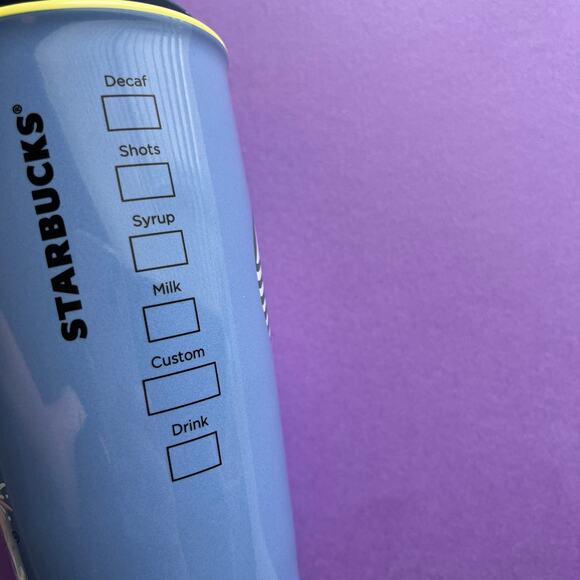 STARBUCKS®
Decaf
Shots
Syrup
Milk
Custom
Drink